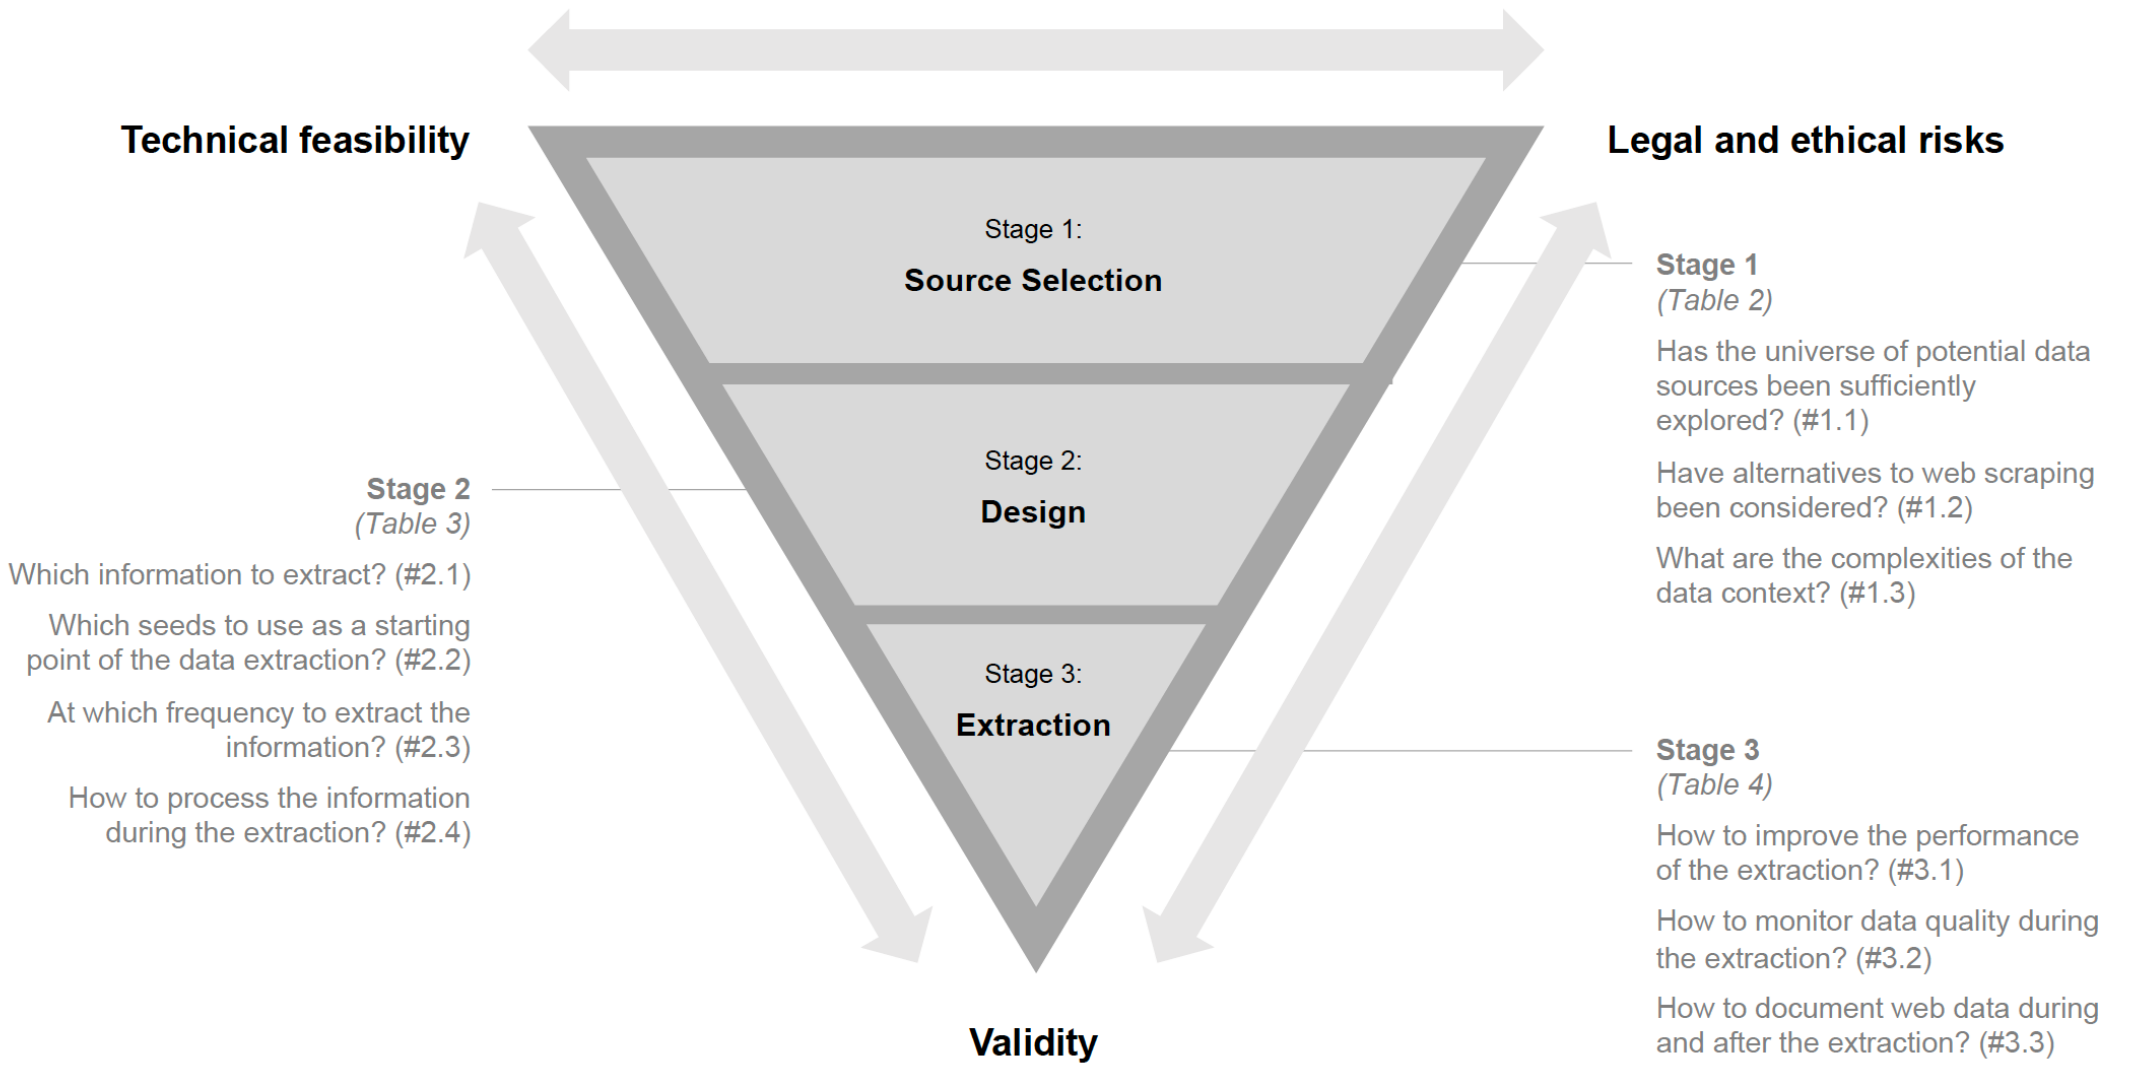 Technical feasibility
Legal and ethical risks
Stage 1:
Source Selection
Stage 2:
Design
Stage 3:
Extraction
Validity
Stage 1
(Table 2)
Has the universe of potential data
sources been sufficiently
explored? (#1.1)
Have alternatives to web scraping
been considered? (#1.2)
What are the complexities of the
data context? (#1.3)
Stage 2
(Table 3)
Which information to extract? (#2.1)
Which seeds to use as a starting
point of the data extraction? (#2.2)
At which frequency to extract the
information? (#2.3)
How to process the information
during the extraction? (#2.4)
Stage 3
(Table 4)
How to improve the performance
of the extraction? (#3.1)
How to monitor data quality during
the extraction? (#3.2)
How to document web data during
and after the extraction? (#3.3)